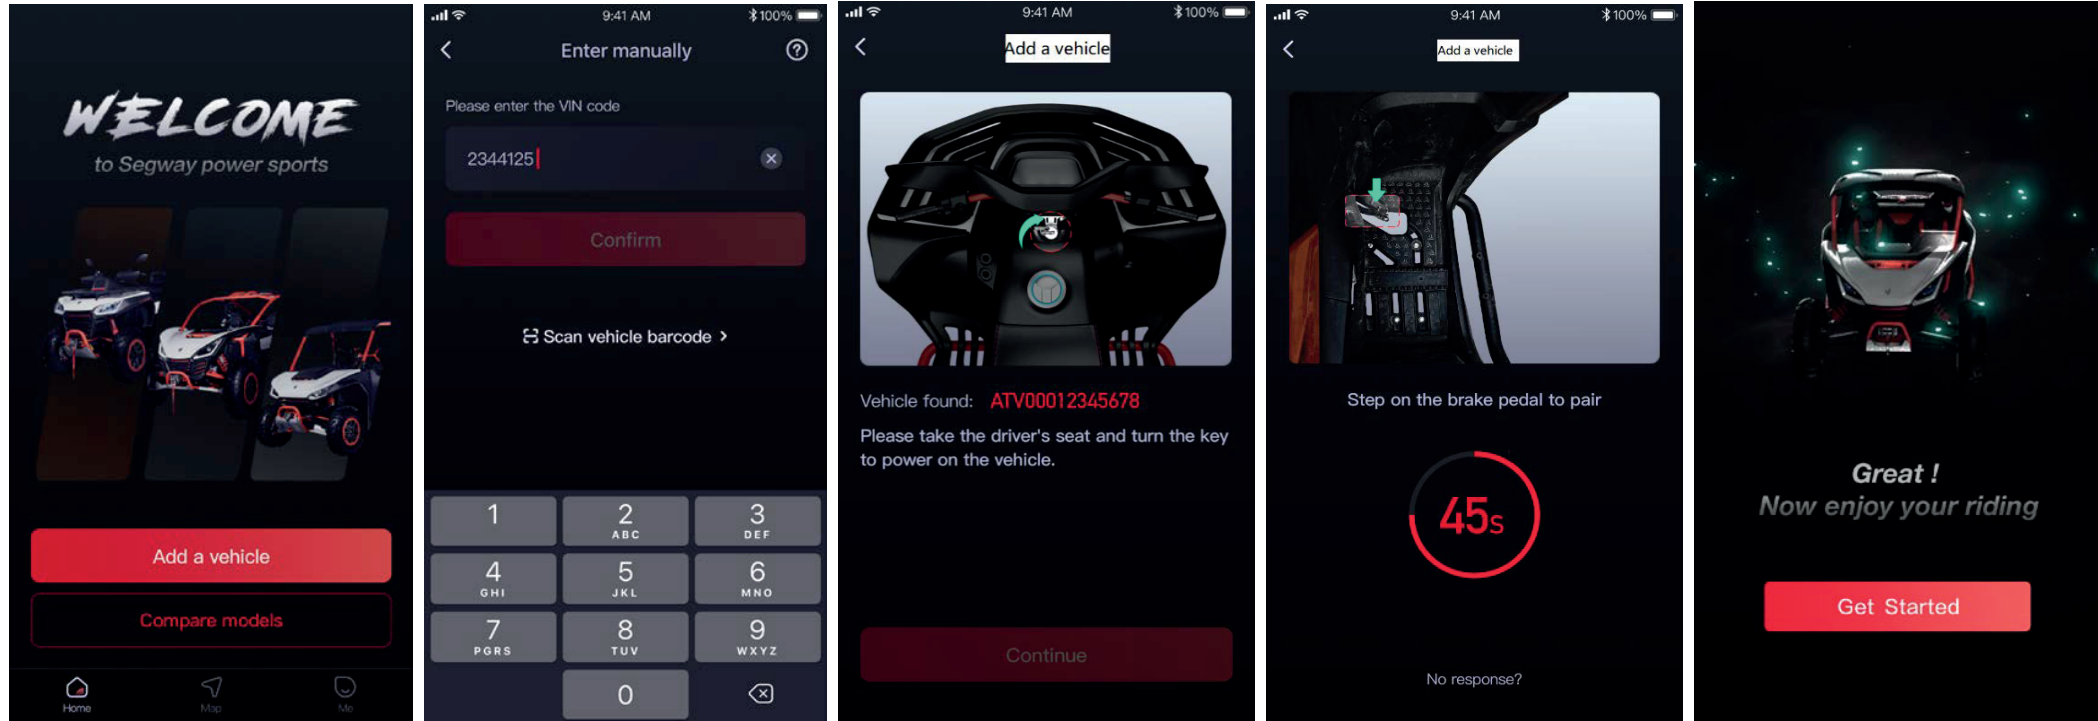 WELCOME
to Segway power sports
Add a vehicle
Compare models
Home
Map
Me
9:41 AM
100%
Enter manually
?
Please enter the VIN code
2344125
Confirm
Scan vehicle barcode >
1
2
ABC
3
DEF
4
GHI
5
JKL
6
MNO
7
PGRS
8
TUV
9
WXYZ
0
9:41 AM
100%
Add a vehicle
Vehicle found: ATV00012345678
Please take the driver's seat and turn the key
to power on the vehicle.
Continue
9:41 AM
100%
Add a vehicle
Step on the brake pedal to pair
45s
No response?
Great !
Now enjoy your riding
Get Started